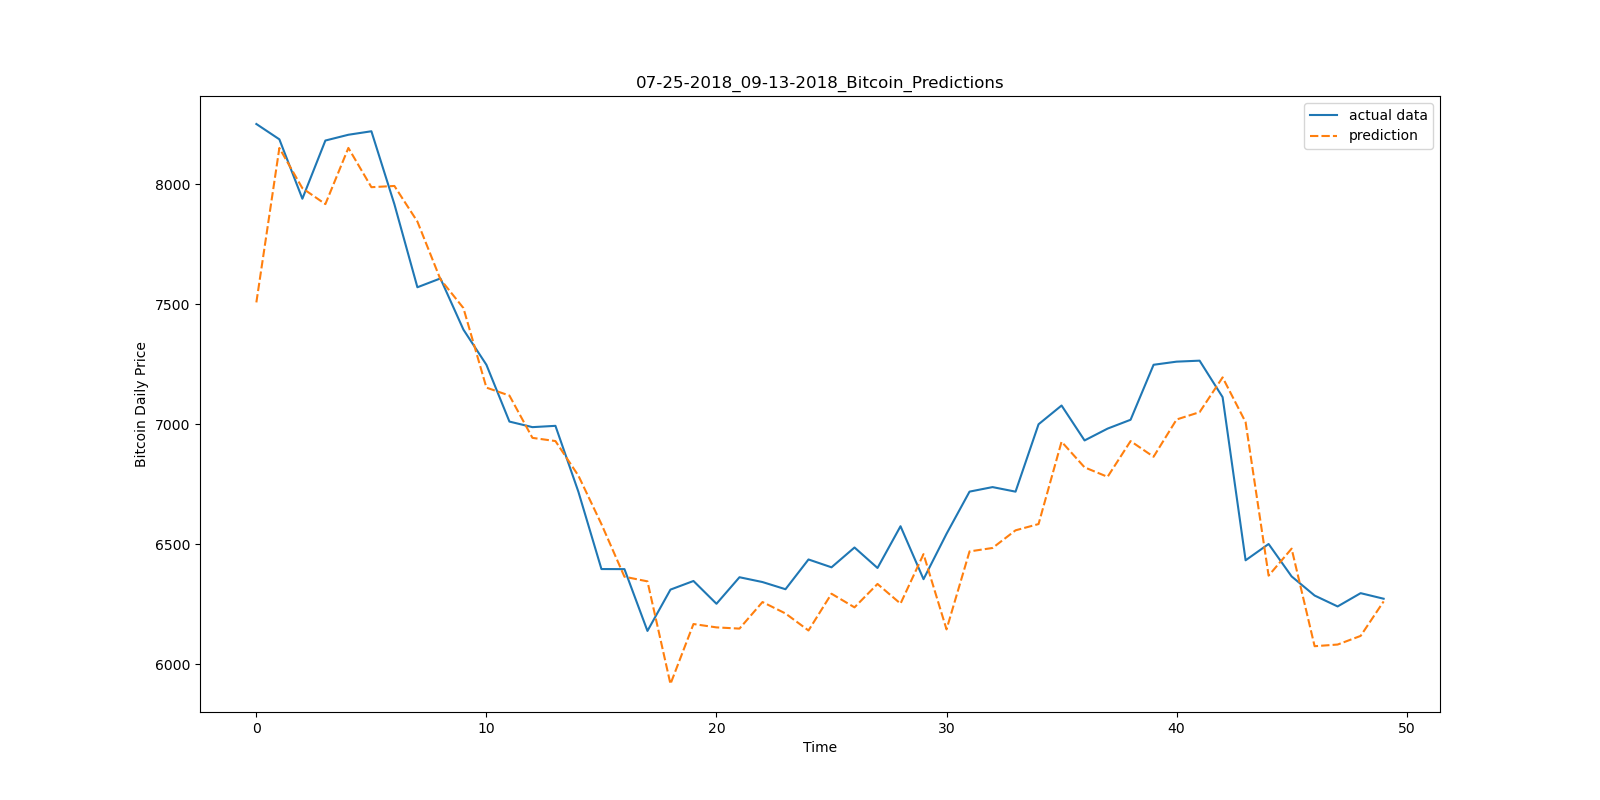 07-25-2018_09-13-2018_Bitcoin_Predictions
actual data
prediction
Bitcoin Daily Price
8000
7500
7000
6500
6000
0 10 20 30 40 50
Time